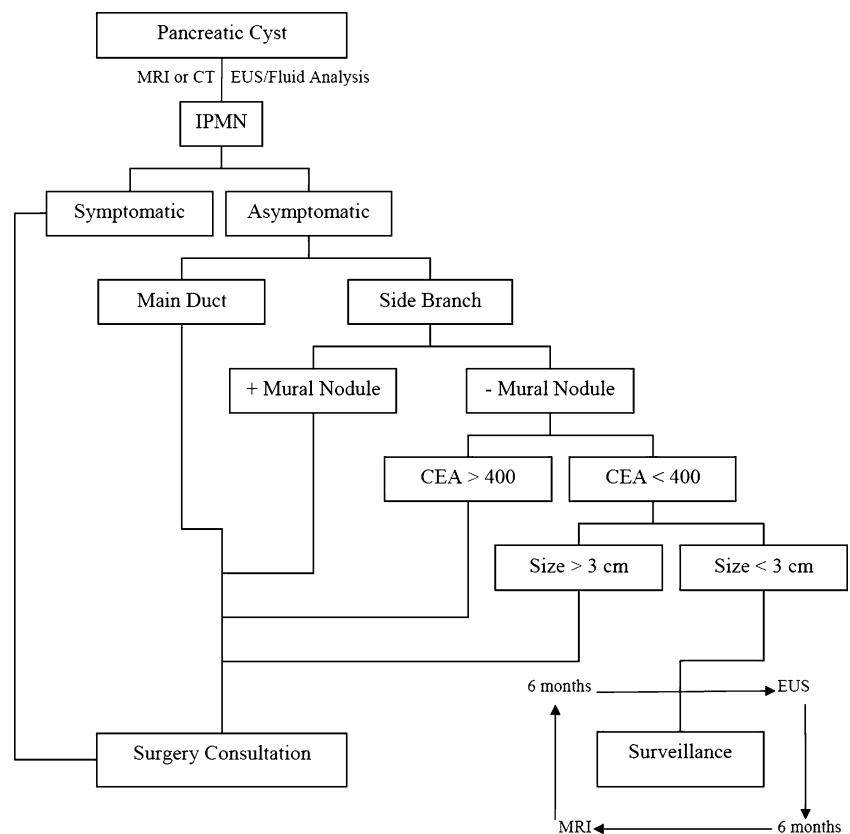 Pancreatic Cyst
MRI or CT EUS/Fluid Analysis
IPMN
Symptomatic Asymptomatic
Main Duct Side Branch
+ Mural Nodule - Mural Nodule
CEA > 400 CEA < 400
Size > 3 cm Size < 3 cm
6 months EUS
Surgery Consultation Surveillance
MRI 6 months